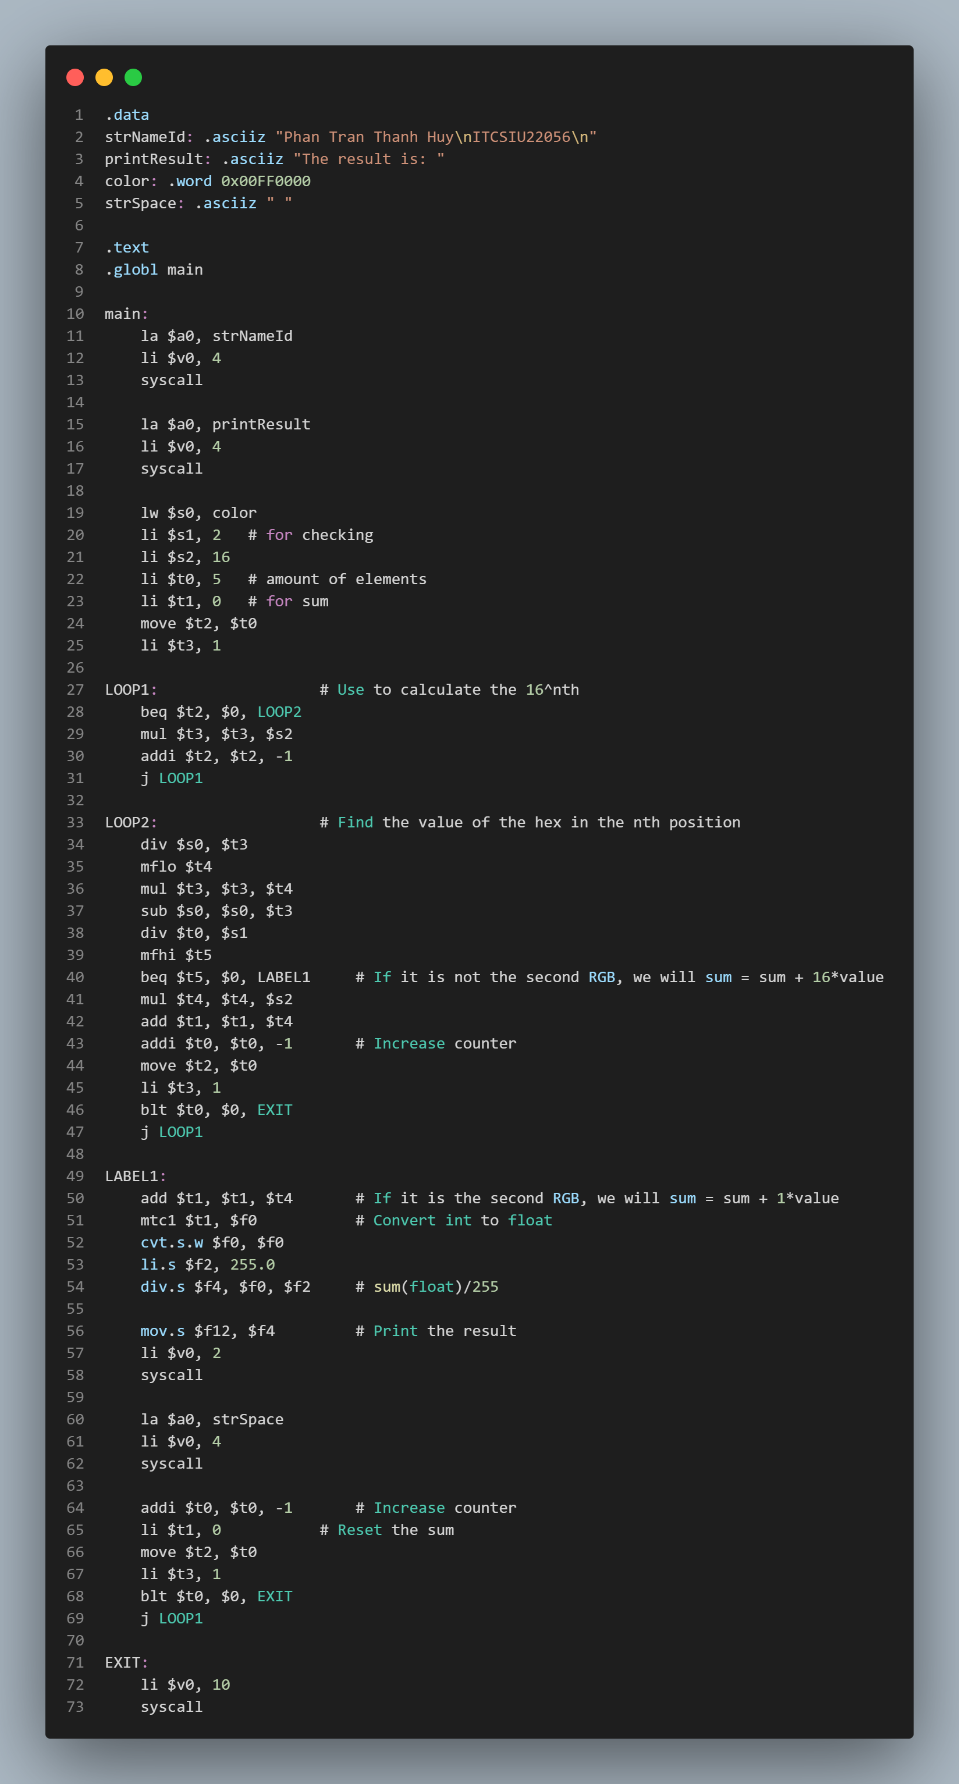 1 .data
2 strNameId: .asciiz "Phan Tran Thanh Huy\nITCSIU22056\n"
3 printResult: .asciiz "The result is: "
4 color: .word 0x00FF0000
5 strSpace: .asciiz " "
6
7 .text
8 .globl main
9
10 main:
11     la $a0, strNameId
12     li $v0, 4
13     syscall
14
15     la $a0, printResult
16     li $v0, 4
17     syscall
18
19     lw $s0, color
20     li $s1, 2   # for checking
21     li $s2, 16
22     li $t0, 5   # amount of elements
23     li $t1, 0   # for sum
24     move $t2, $t0
25     li $t3, 1
26
27 LOOP1:                  # Use to calculate the 16^nth
28     beq $t2, $0, LOOP2
29     mul $t3, $t3, $s2
30     addi $t2, $t2, -1
31     j LOOP1
32
33 LOOP2:                  # Find the value of the hex in the nth position
34     div $s0, $t3
35     mflo $t4
36     mul $t3, $t3, $t4
37     sub $s0, $s0, $t3
38     div $t0, $s1
39     mfhi $t5
40     beq $t5, $0, LABEL1     # If it is not the second RGB, we will sum = sum + 16*value
41     mul $t4, $t4, $s2
42     add $t1, $t1, $t4
43     addi $t0, $t0, -1       # Increase counter
44     move $t2, $t0
45     li $t3, 1
46     blt $t0, $0, EXIT
47     j LOOP1
48
49 LABEL1:
50     add $t1, $t1, $t4       # If it is the second RGB, we will sum = sum + 1*value
51     mtc1 $t1, $f0           # Convert int to float
52     cvt.s.w $f0, $f0
53     li.s $f2, 255.0
54     div.s $f4, $f0, $f2     # sum(float)/255
55
56     mov.s $f12, $f4         # Print the result
57     li $v0, 2
58     syscall
59
60     la $a0, strSpace
61     li $v0, 4
62     syscall
63
64     addi $t0, $t0, -1       # Increase counter
65     li $t1, 0           # Reset the sum
66     move $t2, $t0
67     li $t3, 1
68     blt $t0, $0, EXIT
69     j LOOP1
70
71 EXIT:
72     li $v0, 10
73     syscall